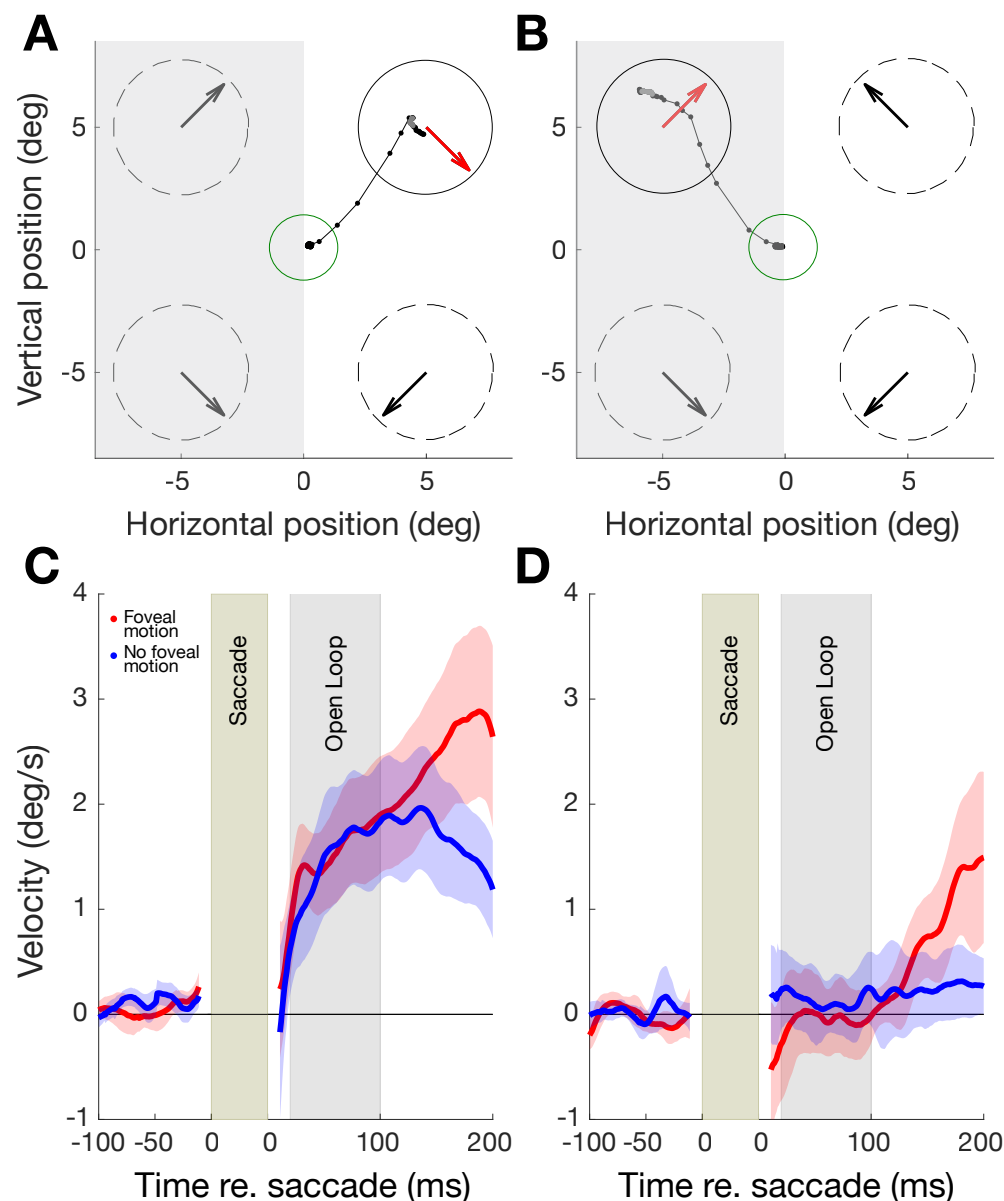 A
B
Vertical position (deg)
5
0
-5
-5
0
5
Horizontal position (deg)
5
0
-5
-5
0
5
Horizontal position (deg)
C
D
Velocity (deg/s)
4
3
2
1
0
-1
Foveal
motion
No foveal
motion
Saccade
Open Loop
-100
-50
0
0
100
200
Time re. saccade (ms)
4
3
2
1
0
-1
Saccade
Open Loop
-100
-50
0
0
100
200
Time re. saccade (ms)